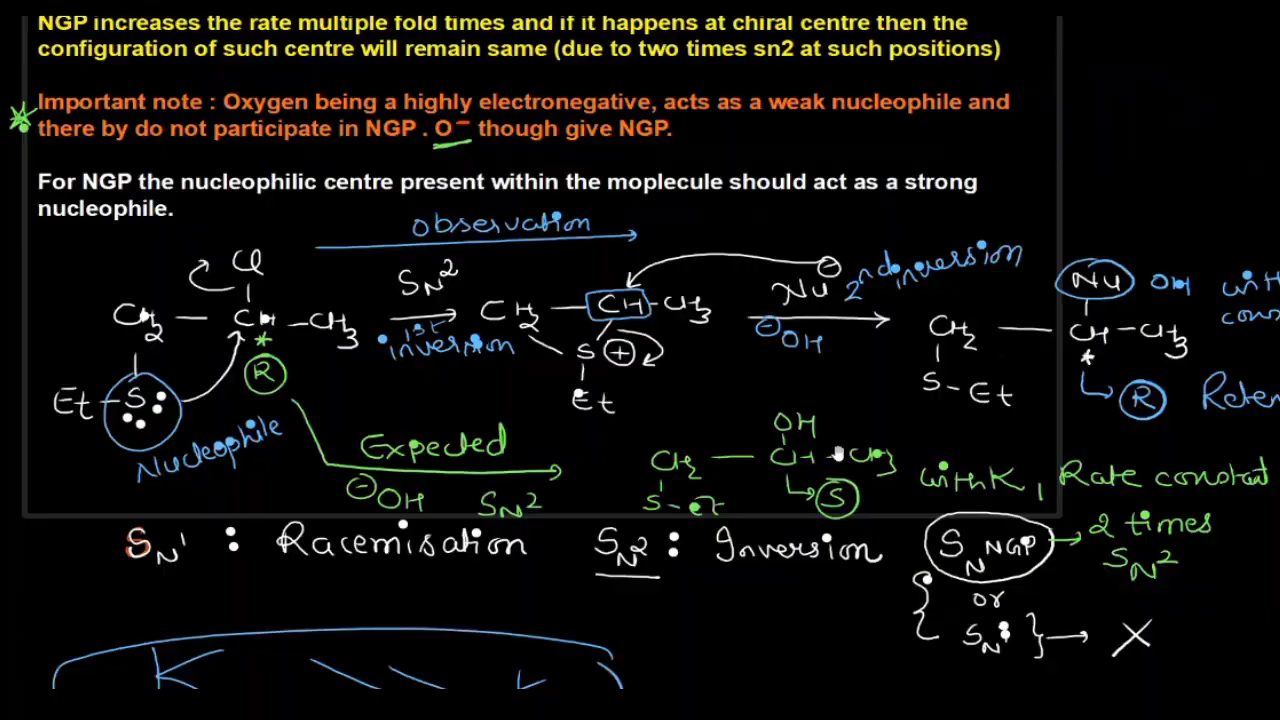 NGP increases the rate multiple fold times and if it happens at chiral centre then the
configuration of such centre will remain same (due to two times sn2 at such positions)
Important note : Oxygen being a highly electronegative, acts as a weak nucleophile and
there by do not participate in NGP . O⁻ though give NGP.
For NGP the nucleophilic centre present within the moplecule should act as a strong
nucleophile.
observation
Cl
SN2
Nu⊖
2nd inversion
Nu OH with
CH2 — CH — CH3
1st inversion
CH2 — CH — CH3
⊖OH
CH2 — CH — CH3
const
*
S ⊕
*
R
S — Et
R
Et — S
Et
Nucleophile
Expected
OH
CH2 — CH — CH3
with K1 Rate constant
⊖OH SN2
S — et
S
SN1 : Racemisation
SN2 : Inversion
SN NGP
2 times
SN2
or
SN